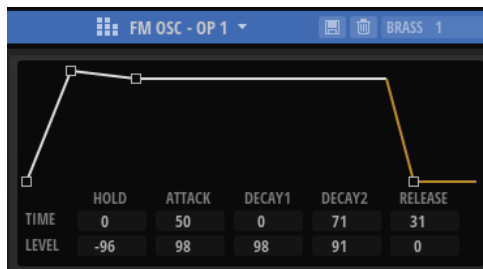 FM OSC - OP 1 BRASS 1
HOLD ATTACK DECAY1 DECAY2 RELEASE
TIME 0 50 0 71 31
LEVEL -96 98 98 91 0